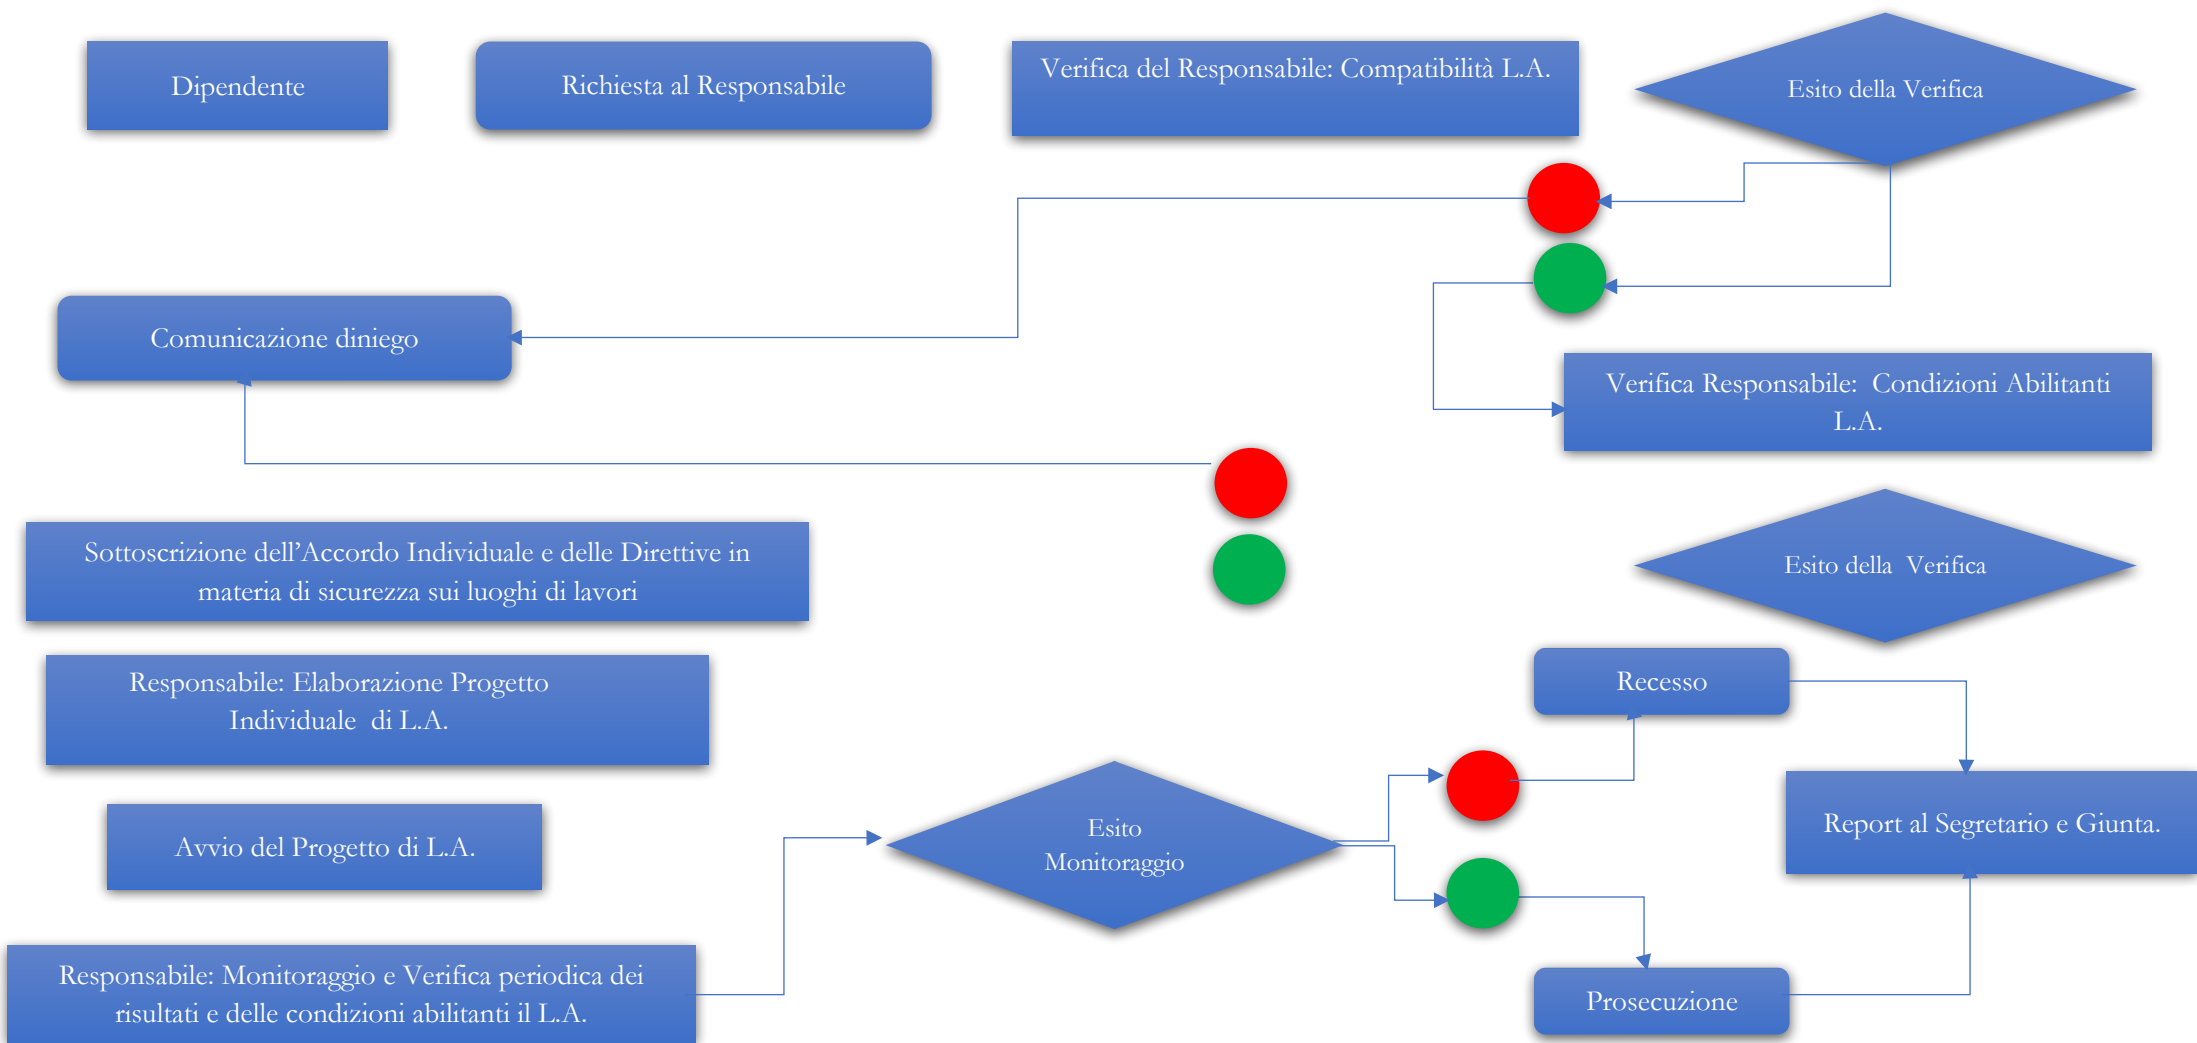 Dipendente
Richiesta al Responsabile
Verifica del Responsabile: Compatibilità L.A.
Esito della Verifica
Comunicazione diniego
Verifica Responsabile:  Condizioni Abilitanti
L.A.
Sottoscrizione dell’Accordo Individuale e delle Direttive in
materia di sicurezza sui luoghi di lavori
Esito della  Verifica
Responsabile: Elaborazione Progetto
Individuale  di L.A.
Recesso
Avvio del Progetto di L.A.
Esito
Monitoraggio
Report al Segretario e Giunta.
Responsabile: Monitoraggio e Verifica periodica dei
risultati e delle condizioni abilitanti il L.A.
Prosecuzione